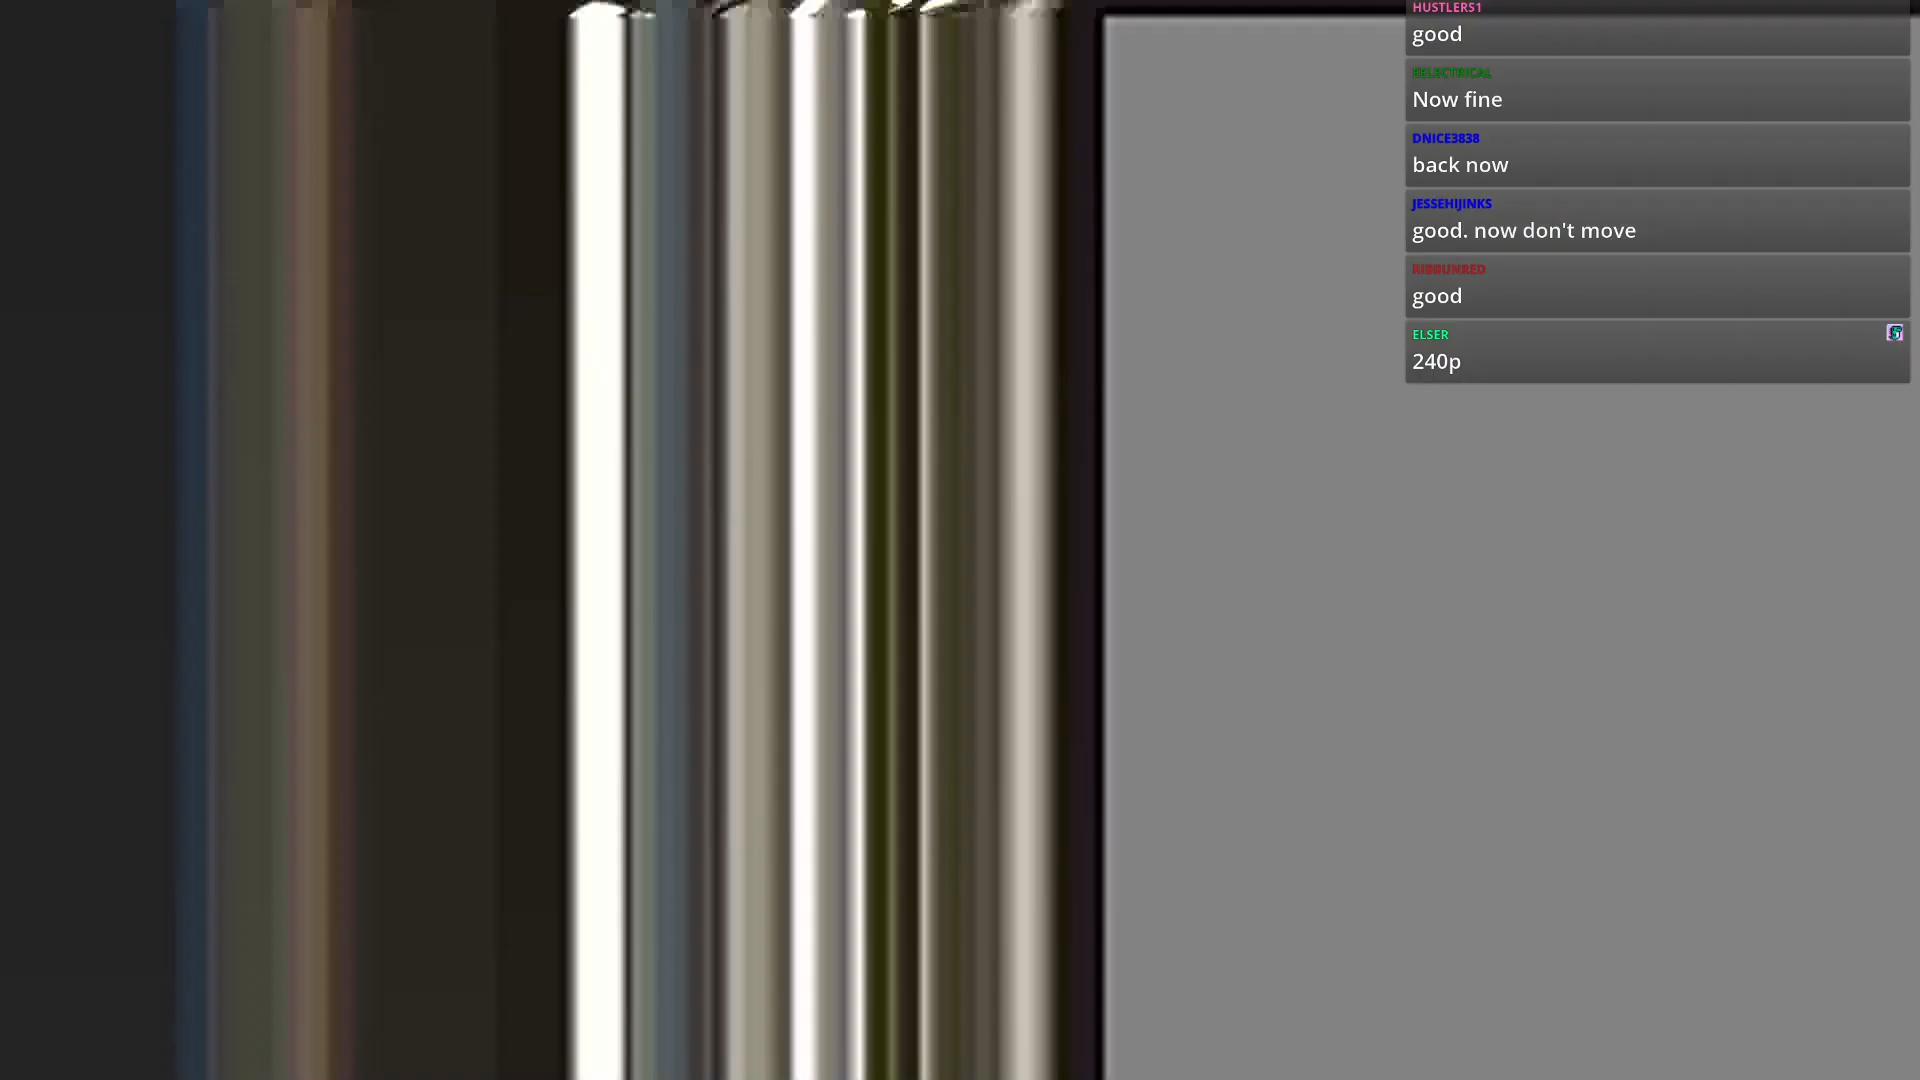 HUSTLERS1
good
EELECTRICAL
Now fine
DNICE3838
back now
JESSEHIJINKS
good. now don't move
RIBBUNRED
good
ELSER
240p